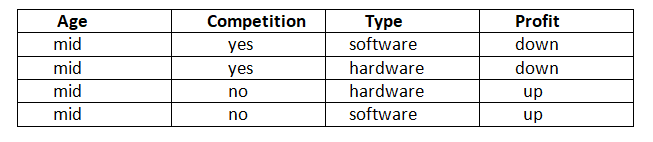 Age Competition Type Profit
mid yes software down
mid yes hardware down
mid no hardware up
mid no software up